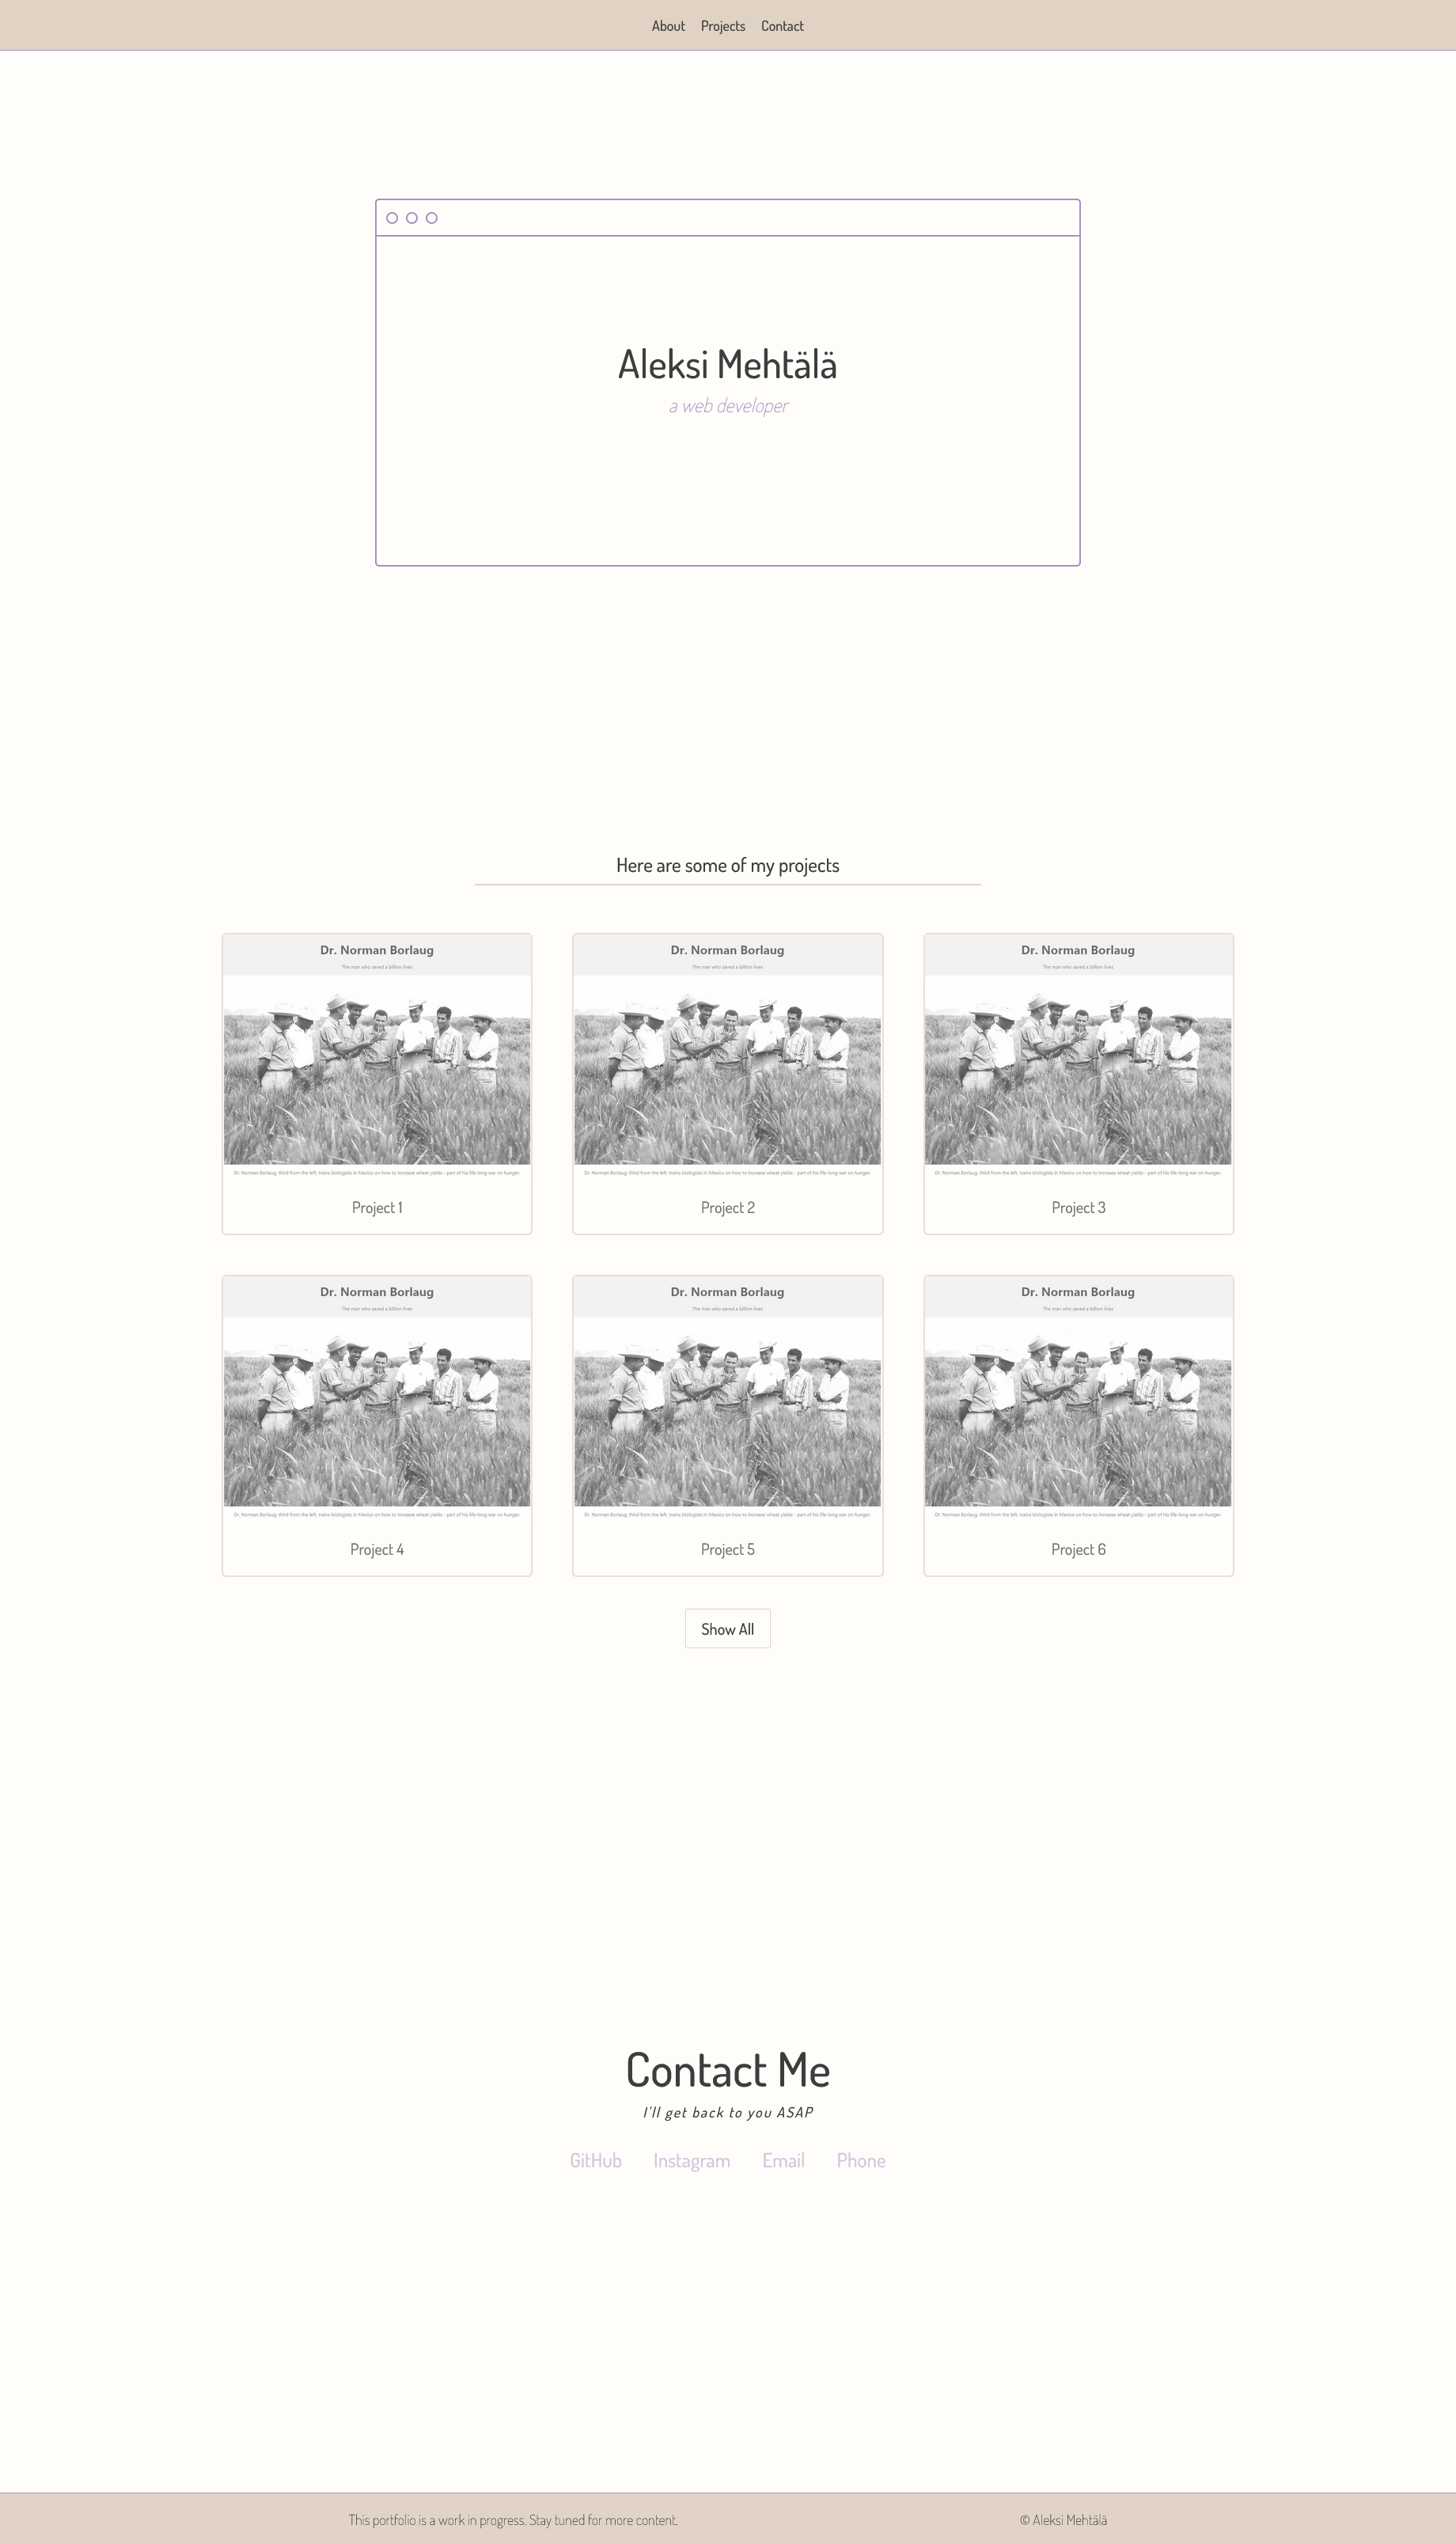 About Projects Contact
Aleksi Mehtälä
a web developer
Here are some of my projects
Dr. Norman Borlaug
The man who saved a billion lives
Dr. Norman Borlaug, third from the left, trains biologists in Mexico on how to increase wheat yields - part of his life-long war on hunger.
Project 1
Dr. Norman Borlaug
The man who saved a billion lives
Dr. Norman Borlaug, third from the left, trains biologists in Mexico on how to increase wheat yields - part of his life-long war on hunger.
Project 2
Dr. Norman Borlaug
The man who saved a billion lives
Dr. Norman Borlaug, third from the left, trains biologists in Mexico on how to increase wheat yields - part of his life-long war on hunger.
Project 3
Dr. Norman Borlaug
The man who saved a billion lives
Dr. Norman Borlaug, third from the left, trains biologists in Mexico on how to increase wheat yields - part of his life-long war on hunger.
Project 4
Dr. Norman Borlaug
The man who saved a billion lives
Dr. Norman Borlaug, third from the left, trains biologists in Mexico on how to increase wheat yields - part of his life-long war on hunger.
Project 5
Dr. Norman Borlaug
The man who saved a billion lives
Dr. Norman Borlaug, third from the left, trains biologists in Mexico on how to increase wheat yields - part of his life-long war on hunger.
Project 6
Show All
Contact Me
I'll get back to you ASAP
GitHub Instagram Email Phone
This portfolio is a work in progress. Stay tuned for more content. © Aleksi Mehtälä